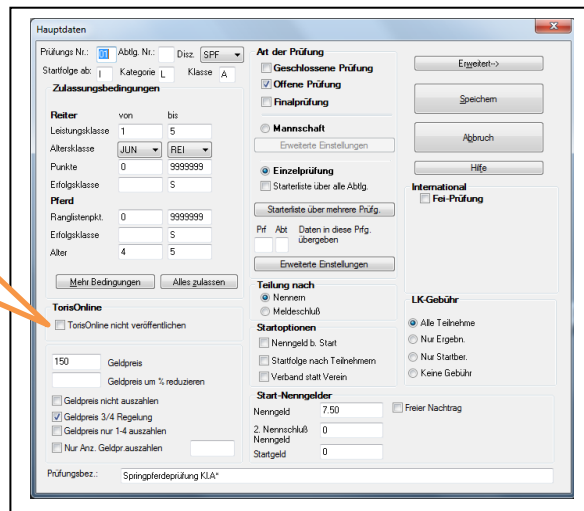 Hauptdaten
Prüfungs Nr.: 01 Abtlg. Nr.: Disz. SPF
Startfolge ab: I Kategorie L Klasse A
Zulassungsbedingungen
Reiter von bis
Leistungsklasse 1 5
Altersklasse JUN REI
Punkte 0 9999999
Erfolgsklasse S
Pferd
Ranglistenpkt. 0 9999999
Erfolgsklasse S
Alter 4 5
Mehr Bedingungen Alles zulassen
TorisOnline
TorisOnline nicht veröffentlichen
150 Geldpreis
Geldpreis um % reduzieren
Geldpreis nicht auszahlen
Geldpreis 3/4 Regelung
Geldpreis nur 1-4 auszahlen
Nur Anz. Geldpr.auszahlen
Art der Prüfung
Geschlossene Prüfung
Offene Prüfung
Finalprüfung
Mannschaft
Erweiterte Einstellungen
Einzelprüfung
Starterliste über alle Abtlg.
Starterliste über mehrere Prüfg.
Prf Abt Daten in diese Prfg.
übergeben
Erweiterte Einstellungen
Teilung nach
Nennern
Meldeschluß
Startoptionen
Nenngeld b. Start
Startfolge nach Teilnehmern
Verband statt Verein
Start-Nenngelder
Nenngeld 7.50 Freier Nachtrag
2. Nennschluß 0
Nenngeld
Startgeld 0
Erweitert-->
Speichern
Abbruch
Hilfe
International
Fei-Prüfung
LK-Gebühr
Alle Teilnehme
Nur Ergebn.
Nur Startber.
Keine Gebühr
Prüfungsbez.: Springpferdeprüfung Kl.A*